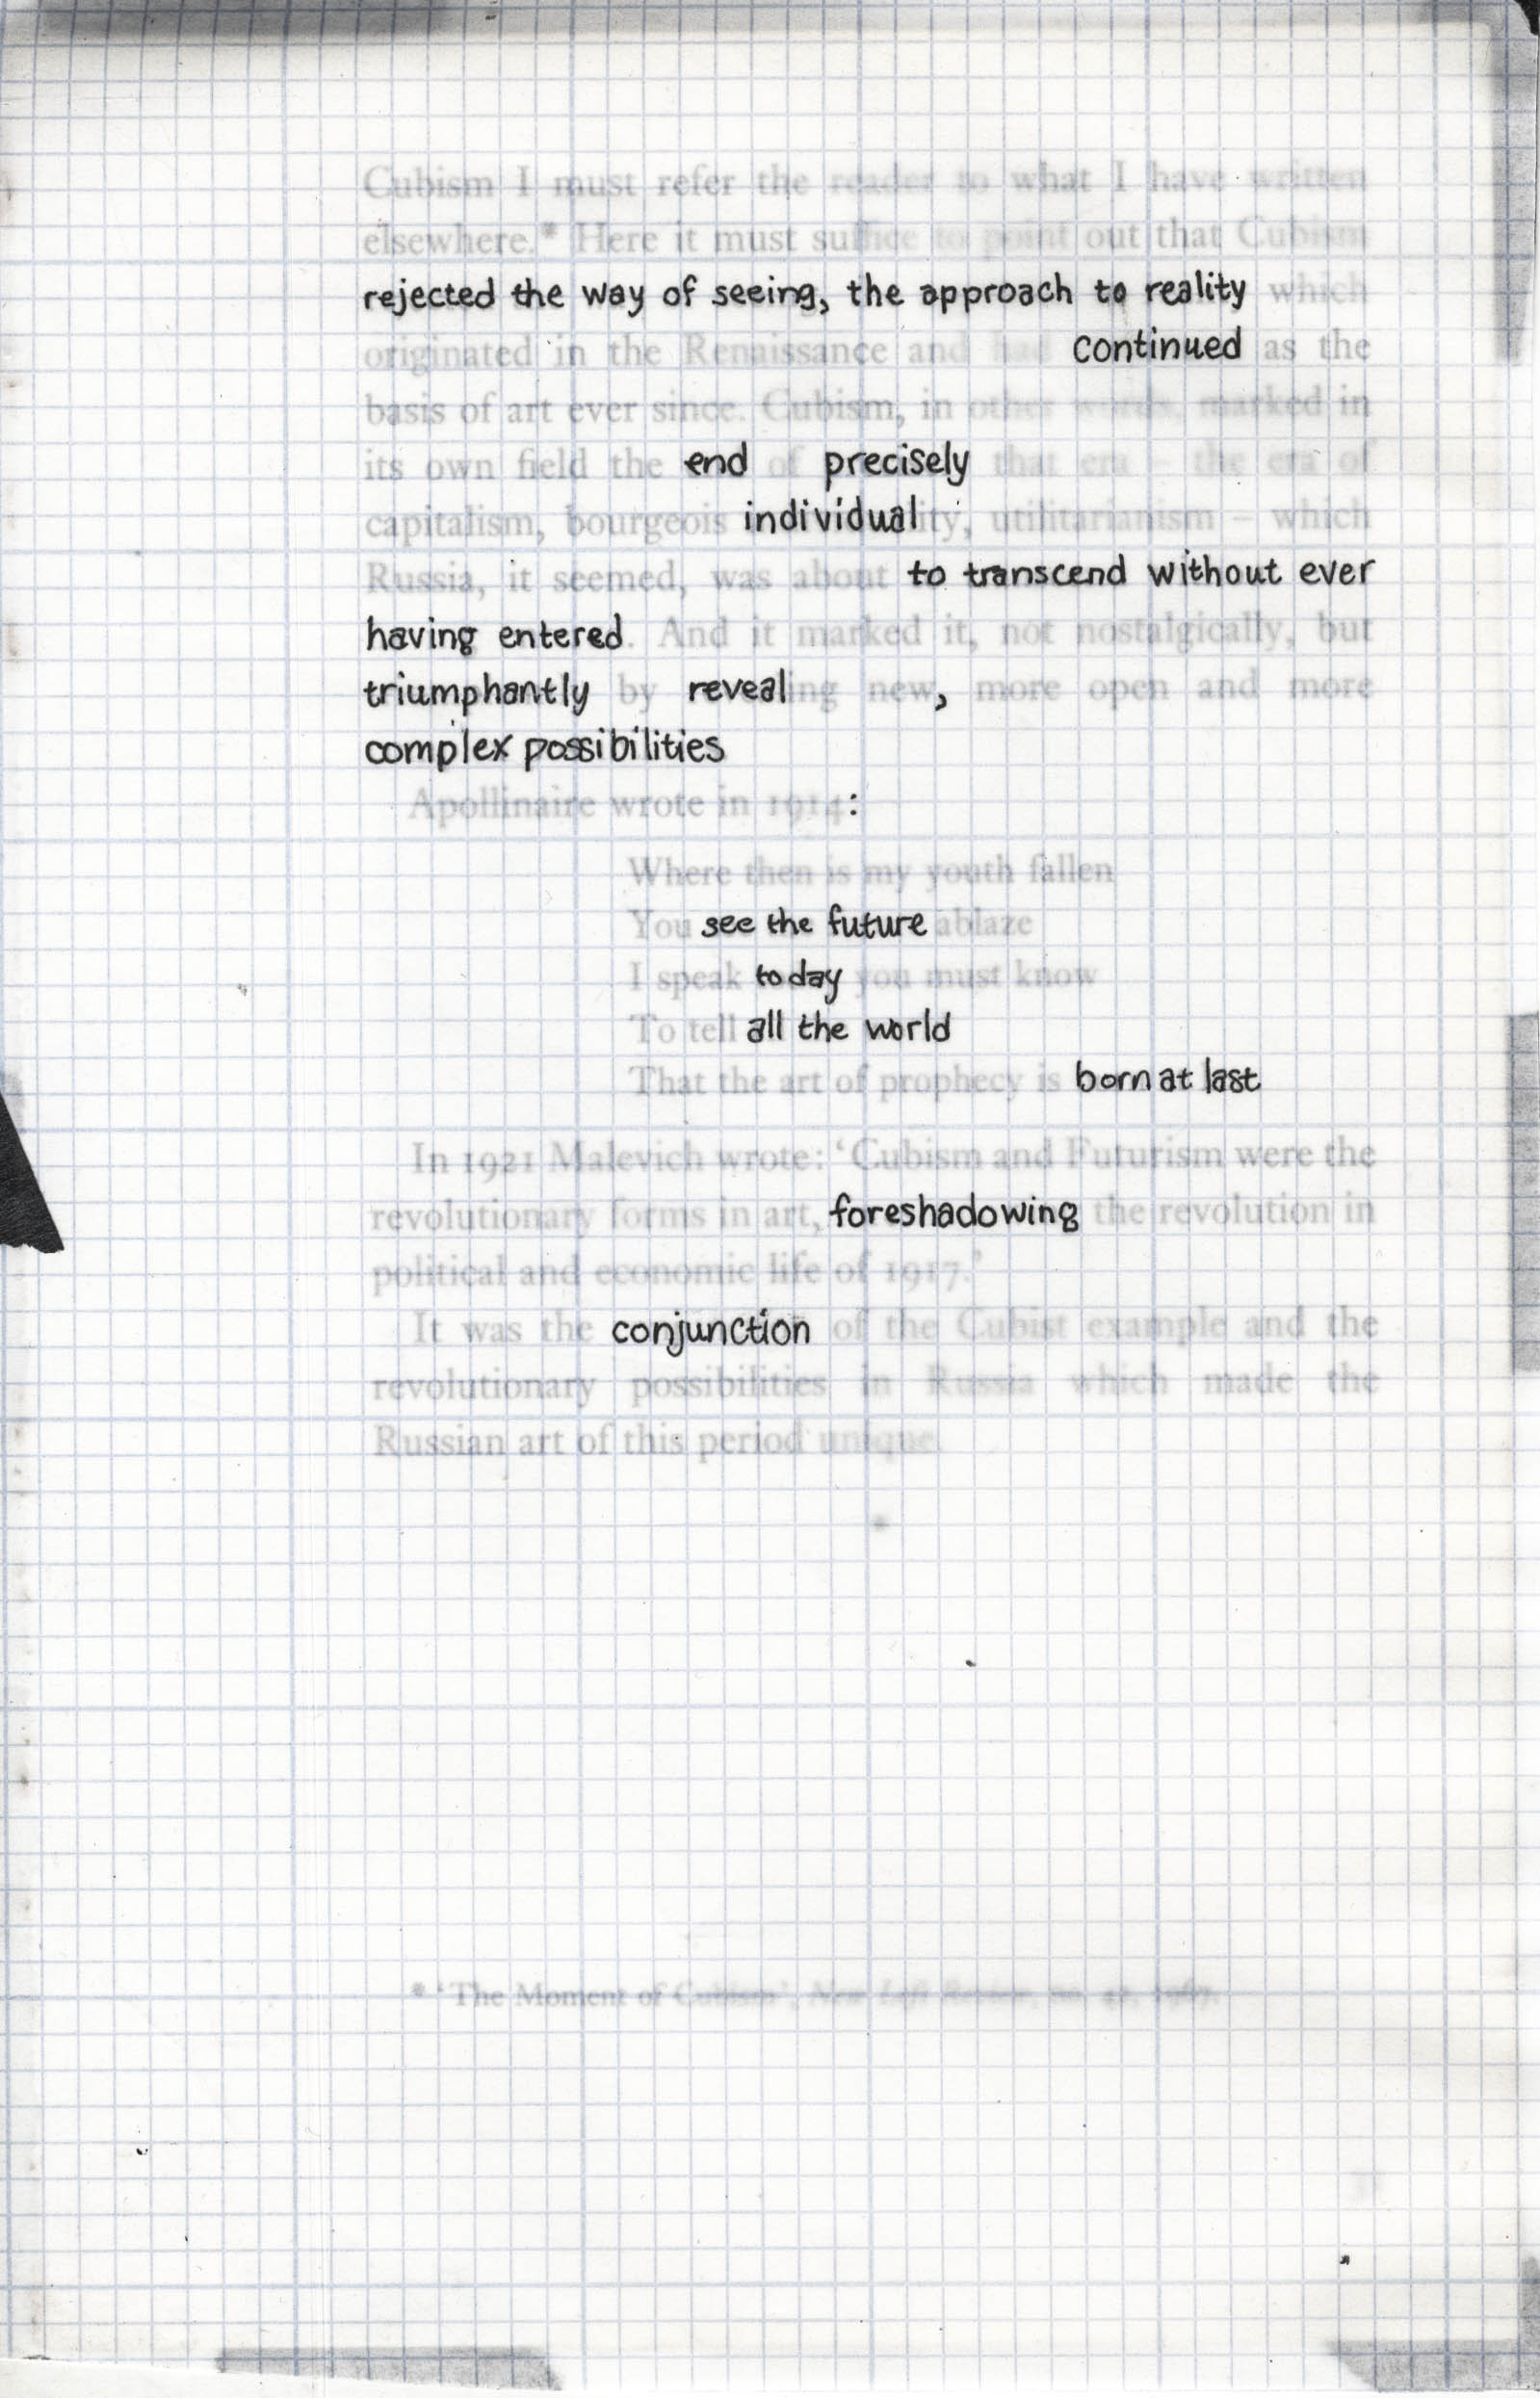 Cubism I must refer the reader to what I have written
elsewhere.* Here it must suffice to point out that Cubism
rejected the way of seeing, the approach to reality which
originated in the Renaissance and had continued as the
basis of art ever since. Cubism, in other words, marked in
its own field the end of precisely that era – the era of
capitalism, bourgeois individuality, utilitarianism – which
Russia, it seemed, was about to transcend without ever
having entered. And it marked it, not nostalgically, but
triumphantly by revealing new, more open and more
complex possibilities
Apollinaire wrote in 1914:
Where then is my youth fallen
You see the future ablaze
I speak today you must know
To tell all the world
That the art of prophecy is born at last
In 1921 Malevich wrote: ‘Cubism and Futurism were the
revolutionary forms in art, foreshadowing the revolution in
political and economic life of 1917.’
It was the conjunction of the Cubist example and the
revolutionary possibilities in Russia which made the
Russian art of this period unique.
* ‘The Moment of Cubism’, New Left Review, no. 42, 1967.